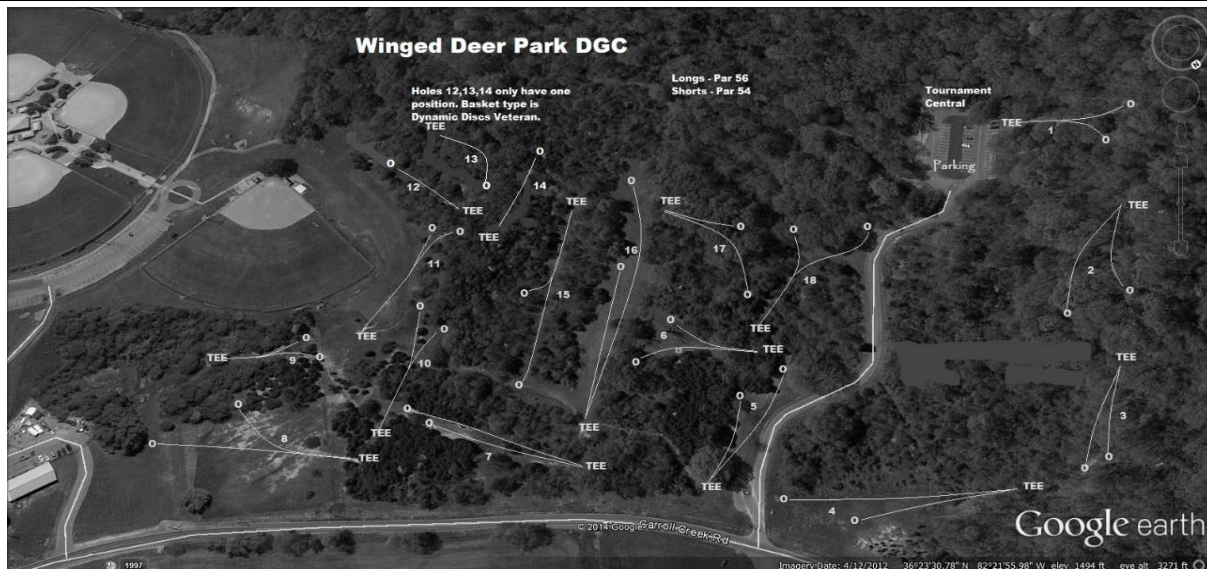 Winged Deer Park DGC
Longs - Par 56
Shorts - Par 54
Tournament
Central
Holes 12,13,14 only have one
position. Basket type is
Dynamic Discs Veteran.
TEE
O
TEE
1
O
13
14
O
O
Parking
12
O
O
TEE
TEE
TEE
TEE
TEE
O
O
11
TEE
16
17
O
O
O
2
18
O
15
O
O
O
O
10
O
O
TEE
TEE
6
TEE
O
TEE
9
O
O
TEE
O
5
O
3
O
O
O
TEE
TEE
8
O
7
TEE
TEE
O
O
TEE
TEE
O
4
O
Google earth
© 2014 Google
Carroll Creek Rd
1997
Imagery Date: 4/12/2012 36°23'30.78" N 82°21'55.98" W elev 1494 ft eye alt 3271 ft